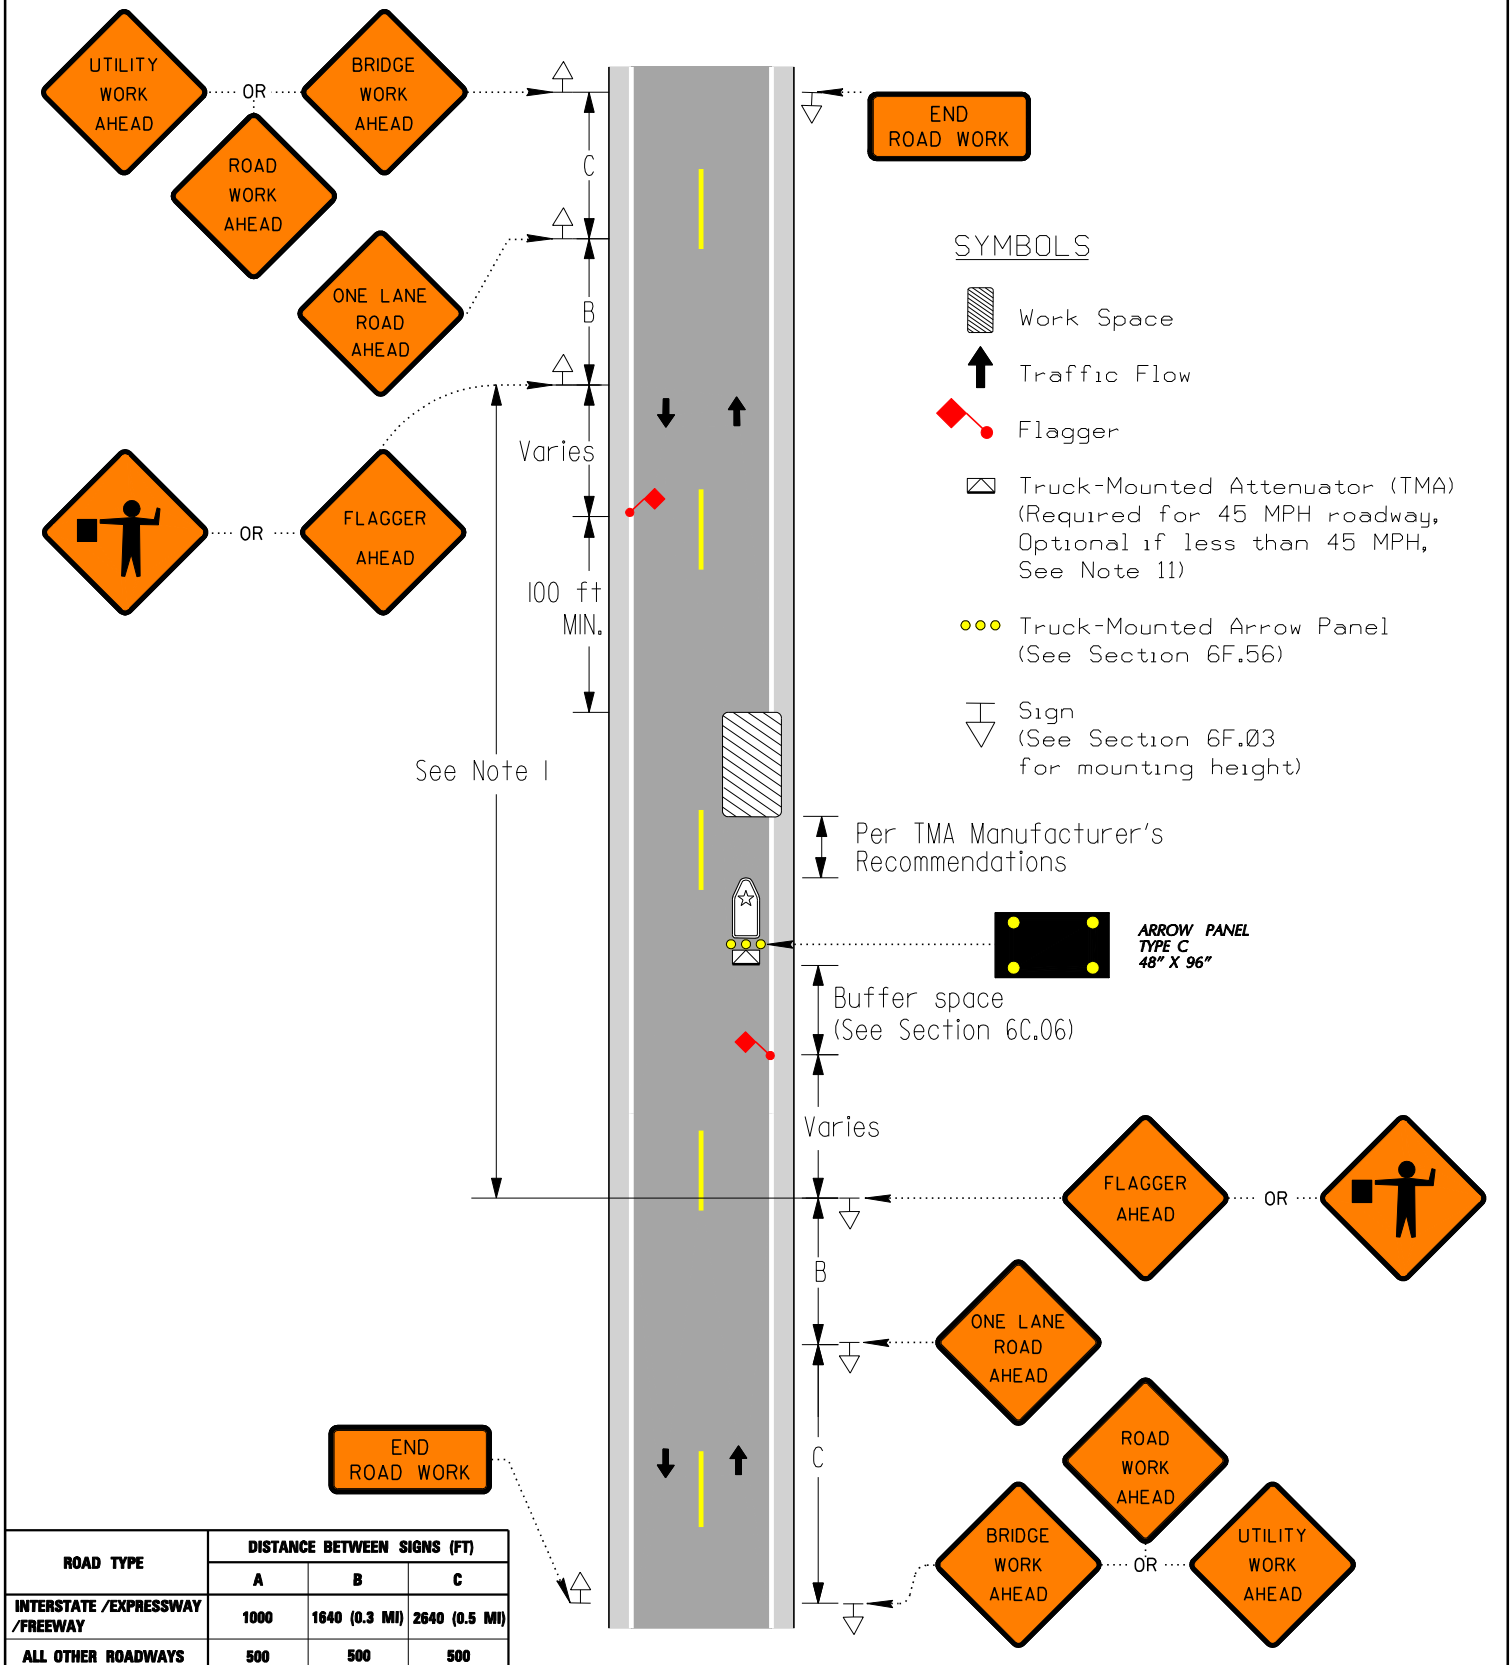 UTILITY
WORK
AHEAD
OR
BRIDGE
WORK
AHEAD
ROAD
WORK
AHEAD
C
END
ROAD WORK
ONE LANE
ROAD
AHEAD
B
SYMBOLS
Work Space
Traffic Flow
Flagger
Truck-Mounted Attenuator (TMA)
(Required for 45 MPH roadway,
Optional if less than 45 MPH,
See Note 11)
Truck-Mounted Arrow Panel
(See Section 6F.56)
Sign
(See Section 6F.03
for mounting height)
Varies
OR
FLAGGER
AHEAD
100 ft
MIN.
See Note 1
Per TMA Manufacturer's
Recommendations
ARROW PANEL
TYPE C
48" X 96"
Buffer space
(See Section 6C.06)
Varies
FLAGGER
AHEAD
OR
B
ONE LANE
ROAD
AHEAD
C
ROAD
WORK
AHEAD
BRIDGE
WORK
AHEAD
OR
UTILITY
WORK
AHEAD
END
ROAD WORK
ROAD TYPE
DISTANCE BETWEEN SIGNS (FT)
A B C
INTERSTATE /EXPRESSWAY
/FREEWAY
1000 1640 (0.3 MI) 2640 (0.5 MI)
ALL OTHER ROADWAYS 500 500 500